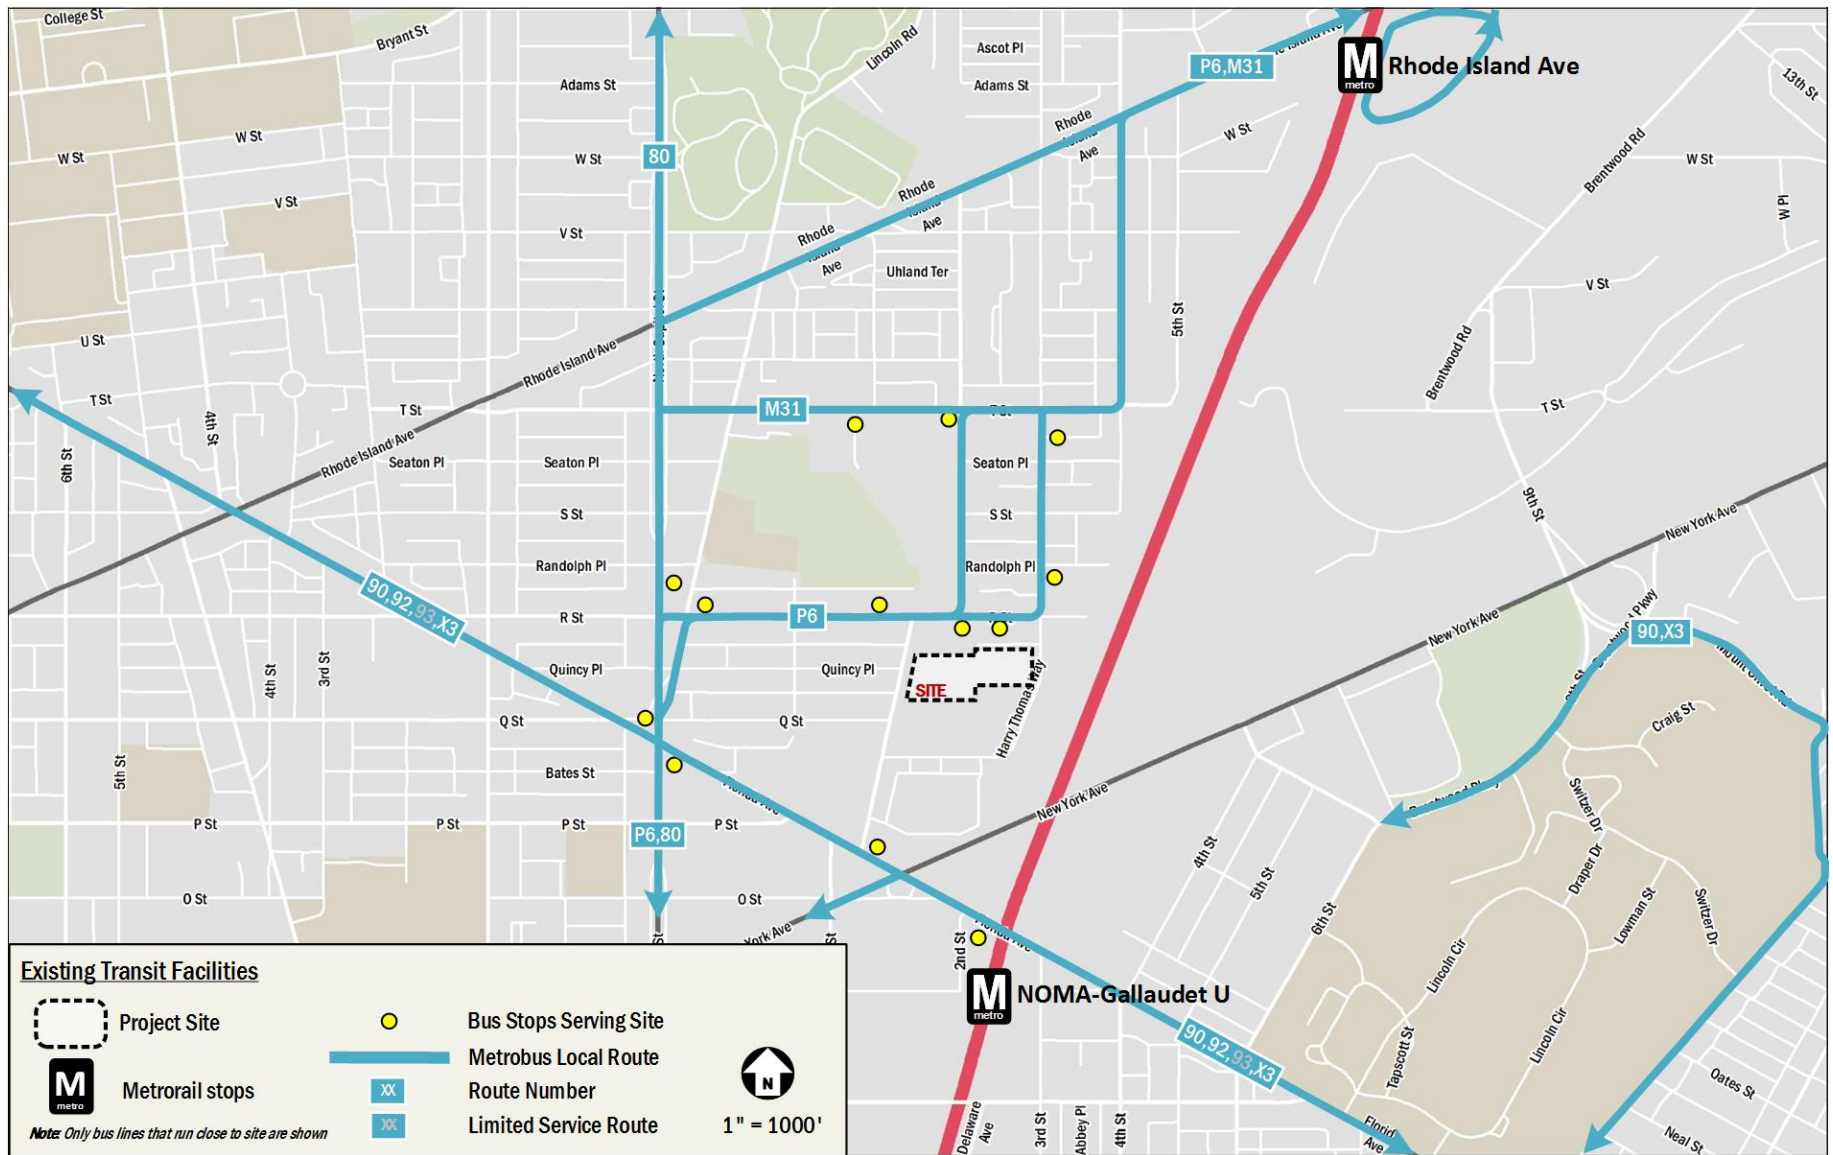 College St
Bryant St
Lincoln Rd
Ascot Pl
P6,M31
M
metro
Rhode Island Ave
13th St
Adams St
Adams St
W St
W St
W St
80
Rhode
Ave
W St
W St
Brentwood Rd
V St
V St
Rhode
Ave
Rhode
Ave
W Pl
Uhland Ter
V St
U St
5th St
Rhode Island Ave
Brentwood Rd
T St
4th St
T St
M31
T St
6th St
Rhode Island Ave
Seaton Pl
Seaton Pl
Seaton Pl
S St
S St
9th St
New York Ave
Randolph Pl
Randolph Pl
90,92,93,X3
R St
P6
New York Ave
90,X3
4th St
3rd St
Quincy Pl
Quincy Pl
SITE
Harry Thomas Way
Q St
Q St
Craig St
5th St
Bates St
New York Ave
Switzer Dr
P St
P St
P St
P6,80
P St
4th St
5th St
Draper Dr
O St
O St
6th St
Lowman St
Switzer Dr
York Ave
St
St
2nd St
Lincoln Cir
M
metro
NOMA-Gallaudet U
90,92,93,X3
Tapscott St
Lincoln Cir
Oates St
Delaware
Ave
3rd St
Abbey Pl
4th St
Florid
Ave
Neal St
Existing Transit Facilities
Project Site
Bus Stops Serving Site
Metrobus Local Route
M
metro
Metrorail stops
XX
Route Number
XX
Limited Service Route
N
1" = 1000'
Note: Only bus lines that run close to site are shown